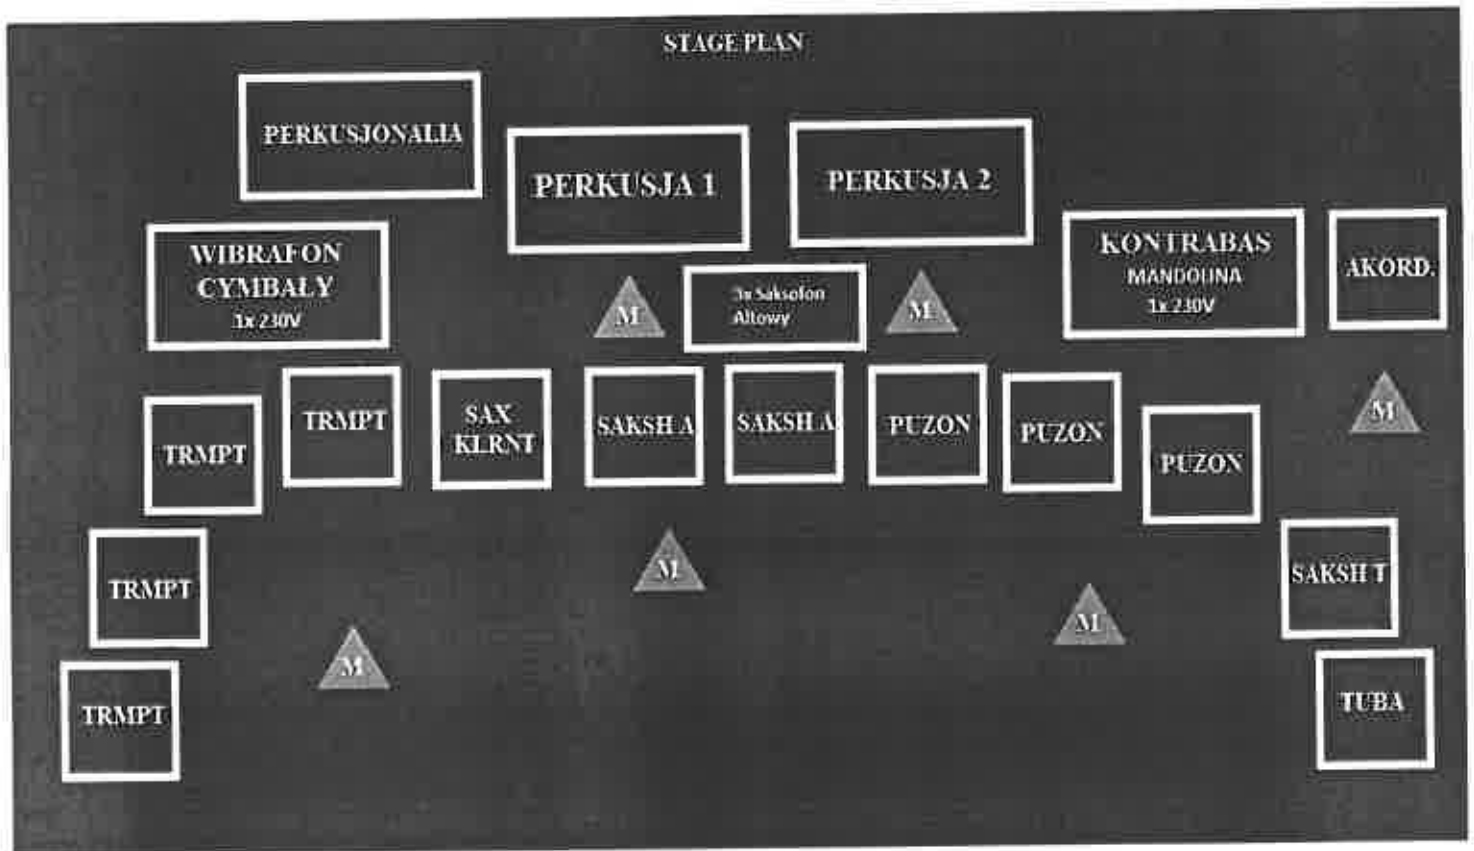 STAGE PLAN
PERKUSJONALIA
PERKUSJA 1
PERKUSJA 2
WIBRAFON
CYMBAŁY
1x 230V
M
3x Saksofon
Altowy
M
KONTRABAS
MANDOLINA
1x 230V
AKORD.
M
TRMPT
TRMPT
SAX
KLRNT
SAKSH A
SAKSH A
PUZON
PUZON
PUZON
TRMPT
M
M
SAKSH T
TRMPT
M
TUBA